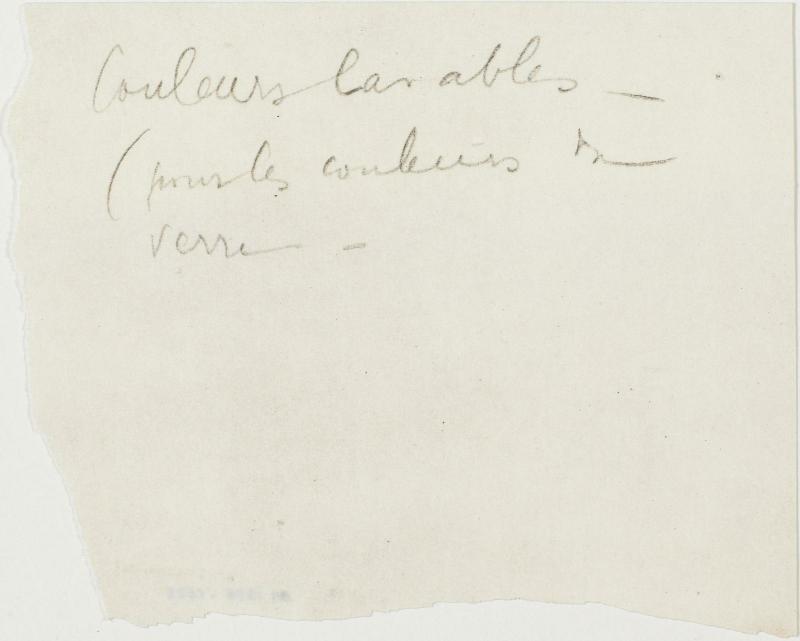 Couleurs lavables —
(pour les couleurs du
verre —